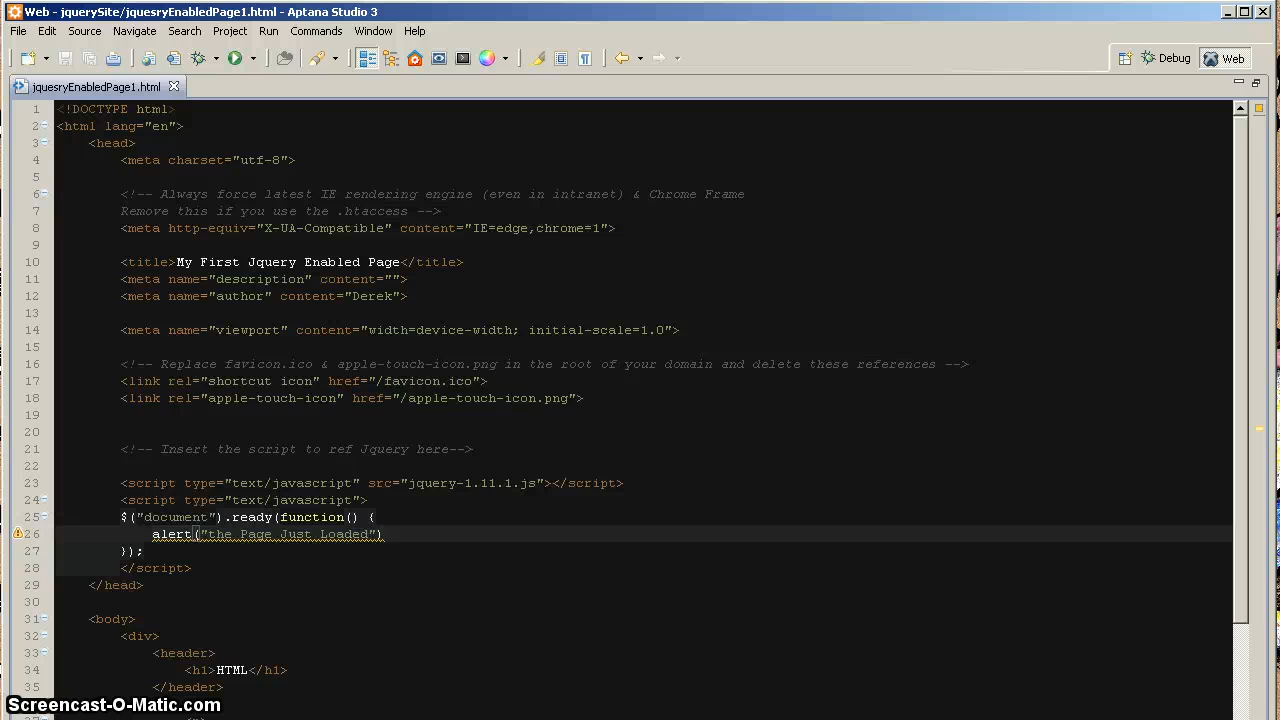 Web - jquerySite/jquesryEnabledPage1.html - Aptana Studio 3
File Edit Source Navigate Search Project Run Commands Window Help
Debug Web
jquesryEnabledPage1.html
1 <!DOCTYPE html>
2 <html lang="en">
3 <head>
4 <meta charset="utf-8">
5
6 <!-- Always force latest IE rendering engine (even in intranet) & Chrome Frame
7 Remove this if you use the .htaccess -->
8 <meta http-equiv="X-UA-Compatible" content="IE=edge,chrome=1">
9
10 <title>My First Jquery Enabled Page</title>
11 <meta name="description" content="">
12 <meta name="author" content="Derek">
13
14 <meta name="viewport" content="width=device-width; initial-scale=1.0">
15
16 <!-- Replace favicon.ico & apple-touch-icon.png in the root of your domain and delete these references -->
17 <link rel="shortcut icon" href="/favicon.ico">
18 <link rel="apple-touch-icon" href="/apple-touch-icon.png">
19
20
21 <!-- Insert the script to ref Jquery here-->
22
23 <script type="text/javascript" src="jquery-1.11.1.js"></script>
24 <script type="text/javascript">
25 $("document").ready(function() {
26 alert("the Page Just Loaded")
27 });
28 </script>
29 </head>
30
31 <body>
32 <div>
33 <header>
34 <h1>HTML</h1>
35 </header>
Screencast-O-Matic.com